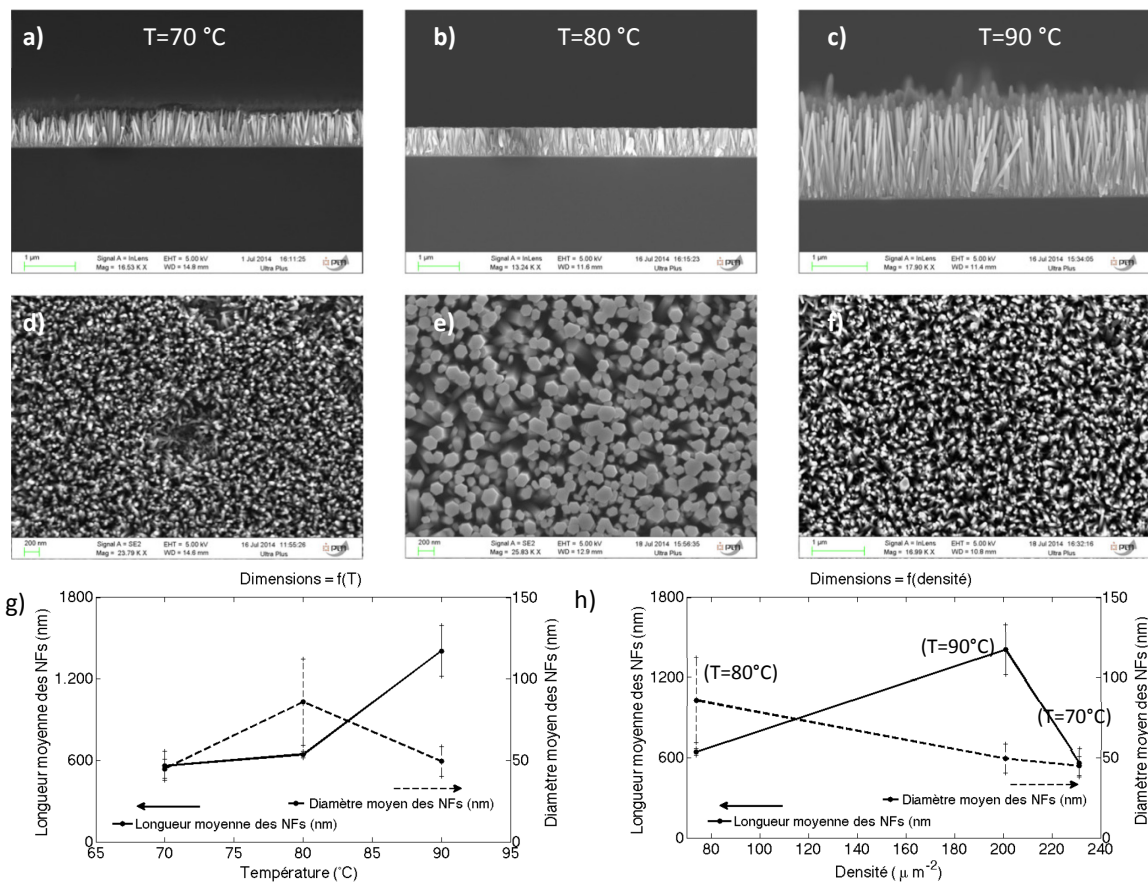 a) T=70 °C
b) T=80 °C
c) T=90 °C
1 µm Signal A = InLens EHT = 5.00 kV 1 Jul 2014 16:11:25
Mag = 16.53 K X WD = 14.8 mm Ultra Plus
1 µm Signal A = InLens EHT = 5.00 kV 16 Jul 2014 16:15:23
Mag = 13.24 K X WD = 11.6 mm Ultra Plus
1 µm Signal A = InLens EHT = 5.00 kV 16 Jul 2014 15:34:05
Mag = 17.90 K X WD = 11.4 mm Ultra Plus
d)
e)
f)
200 nm Signal A = SE2 EHT = 5.00 kV 16 Jul 2014 11:55:26
Mag = 23.79 K X WD = 14.6 mm Ultra Plus
200 nm Signal A = SE2 EHT = 5.00 kV 18 Jul 2014 15:56:35
Mag = 25.83 K X WD = 12.9 mm Ultra Plus
1 µm Signal A = SE2 EHT = 5.00 kV 18 Jul 2014 16:32:16
Mag = 16.99 K X WD = 10.8 mm Ultra Plus
g)
Dimensions = f(T)
Longueur moyenne des NFs (nm)
1800
1.200
600
0
150
100
50
0
Diamètre moyen des NFs (nm)
Diamètre moyen des NFs (nm)
Longueur moyenne des NFs (nm)
65 70 75 80 85 90 95
Température (°C)
h)
Dimensions = f(densité)
Longueur moyenne des NFs (nm)
1800
1200
600
0
(T=80°C)
(T=90°C)
(T=70°C)
150
100
50
0
Diamètre moyen des NFs (nm)
Diamètre moyen des NFs (nm)
Longueur moyenne des NFs (nm
80 100 120 140 160 180 200 220 240
Densité ( µ m-2)